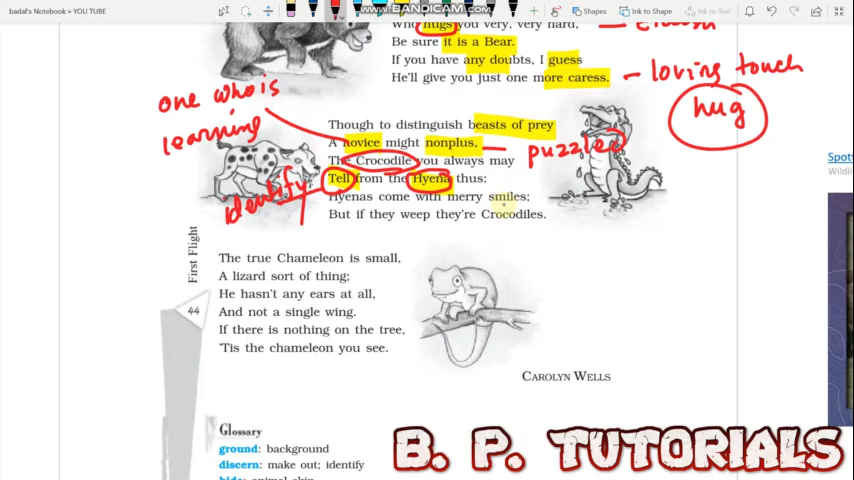 badal's Notebook » YOU TUBE
WWW.BANDICAM.COM
Ink to Shape
Shapes
Ink to Text
Who hugs you very, very hard,
Be sure it is a Bear.
If you have any doubts, I guess
He'll give you just one more caress.
– loving touch
hug
one who is
learning
Though to distinguish beasts of prey
A novice might nonplus,
– puzzled
The Crocodile you always may
Tell from the Hyena thus:
identify
Hyenas come with merry smiles;
But if they weep they're Crocodiles.
The true Chameleon is small,
A lizard sort of thing;
He hasn't any ears at all,
And not a single wing.
If there is nothing on the tree,
'Tis the chameleon you see.
First Flight
44
CAROLYN WELLS
Glossary
ground: background
discern: make out; identify
hide: animal skin
B. P. TUTORIALS
Spott
Wildlif